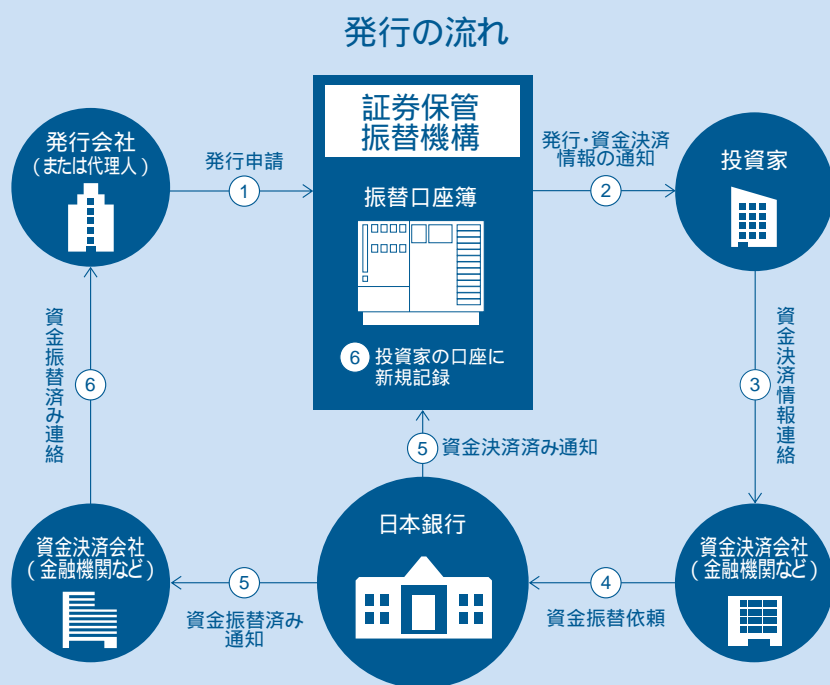 発行の流れ
証券保管
振替機構
発行会社
(または代理人)
発行申請
1
振替口座簿
発行・資金決済
情報の通知
2
投資家
6 投資家の口座に
新規記録
資金振替済み連絡
6
資金決済情報連絡
3
5 資金決済済み通知
日本銀行
資金決済会社
(金融機関など)
5
資金振替済み
通知
4
資金振替依頼
資金決済会社
(金融機関など)